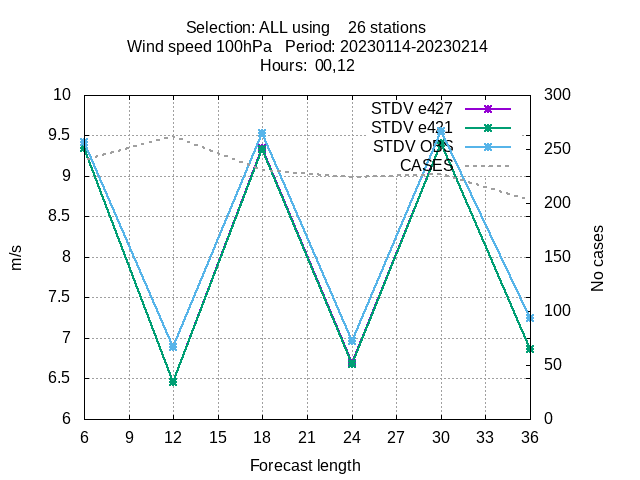 Selection: ALL using    26 stations
Wind speed 100hPa   Period: 20230114-20230214
Hours:  00,12
STDV e427
STDV e421
STDV OBS
CASES
10
9.5
9
8.5
8
7.5
7
6.5
6
300
250
200
150
100
50
0
m/s
No cases
6 9 12 15 18 21 24 27 30 33 36
Forecast length